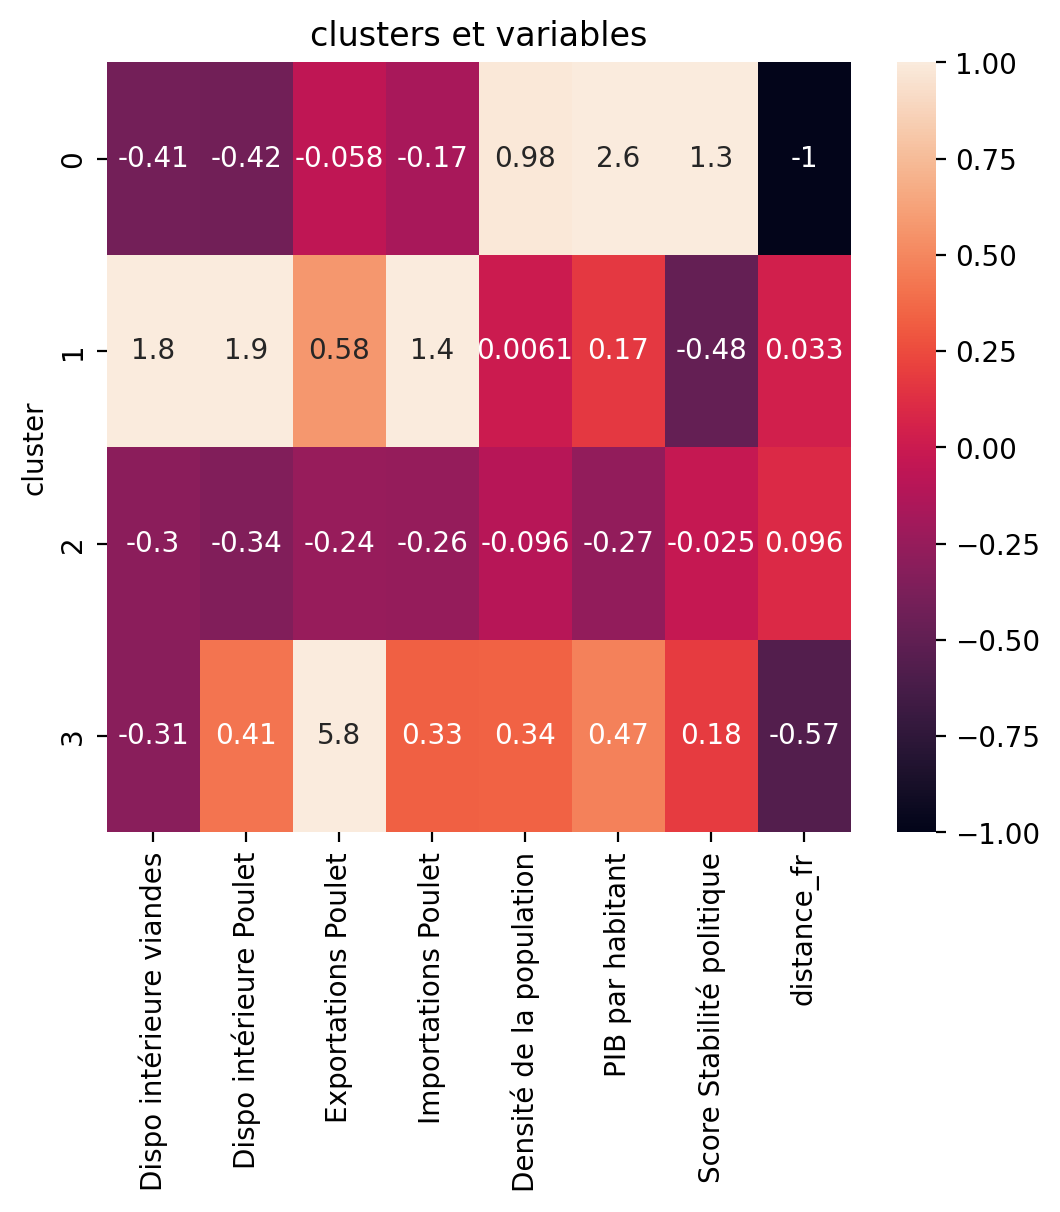 clusters et variables
cluster
0
-0.41 -0.42 -0.058 -0.17 0.98 2.6 1.3 -1
1
1.8 1.9 0.58 1.4 0.0061 0.17 -0.48 0.033
2
-0.3 -0.34 -0.24 -0.26 -0.096 -0.27 -0.025 0.096
3
-0.31 0.41 5.8 0.33 0.34 0.47 0.18 -0.57
Dispo intérieure viandes
Dispo intérieure Poulet
Exportations Poulet
Importations Poulet
Densité de la population
PIB par habitant
Score Stabilité politique
distance_fr
1.00
0.75
0.50
0.25
0.00
−0.25
−0.50
−0.75
−1.00